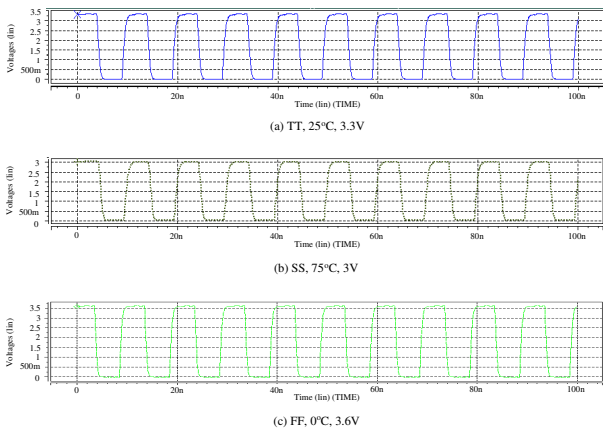 3.5
3
2.5
2
1.5
1
500m
0
Voltages (lin)
0 20n 40n 60n 80n 100n
Time (lin) (TIME)
(a) TT, 25°C, 3.3V
3
2.5
2
1.5
1
500m
0
Voltages (lin)
0 20n 40n 60n 80n 100n
Time (lin) (TIME)
(b) SS, 75°C, 3V
3.5
3
2.5
2
1.5
1
500m
0
Voltages (lin)
0 20n 40n 60n 80n 100n
Time (lin) (TIME)
(c) FF, 0°C, 3.6V